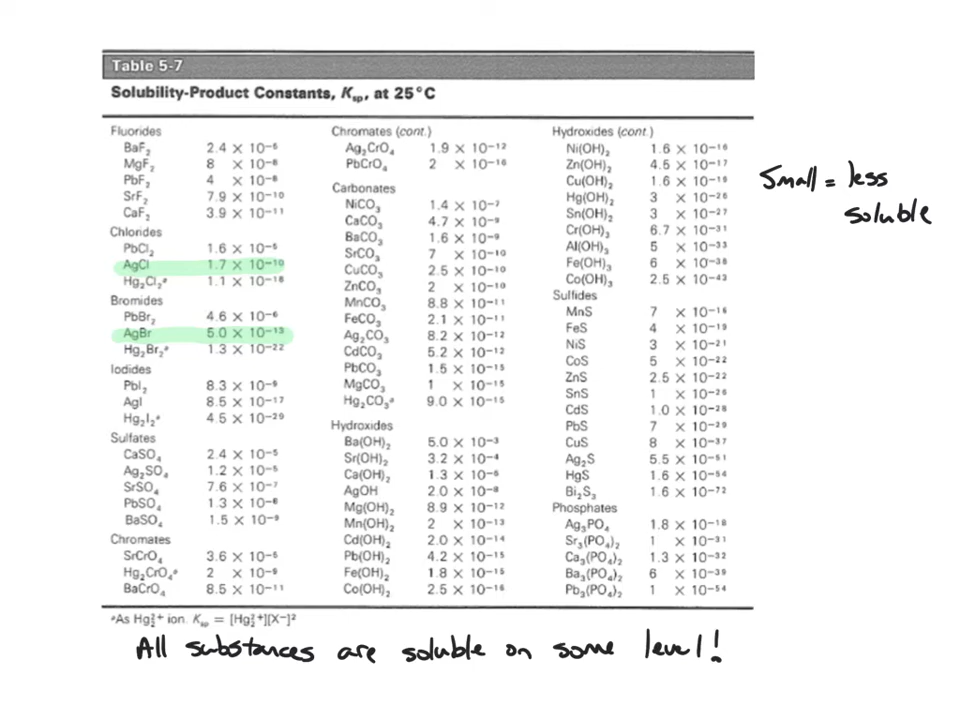 Table 5-7
Solubility-Product Constants, Ksp, at 25°C
Fluorides
BaF2 2.4 × 10−5
MgF2 8 × 10−8
PbF2 4 × 10−8
SrF2 7.9 × 10−10
CaF2 3.9 × 10−11
Chlorides
PbCl2 1.6 × 10−5
AgCl 1.7 × 10−10
Hg2Cl2a 1.1 × 10−18
Bromides
PbBr2 4.6 × 10−6
AgBr 5.0 × 10−13
Hg2Br2a 1.3 × 10−22
Iodides
PbI2 8.3 × 10−9
AgI 8.5 × 10−17
Hg2I2a 4.5 × 10−29
Sulfates
CaSO4 2.4 × 10−5
Ag2SO4 1.2 × 10−5
SrSO4 7.6 × 10−7
PbSO4 1.3 × 10−8
BaSO4 1.5 × 10−9
Chromates
SrCrO4 3.6 × 10−5
Hg2CrO4a 2 × 10−9
BaCrO4 8.5 × 10−11
Chromates (cont.)
Ag2CrO4 1.9 × 10−12
PbCrO4 2 × 10−16
Carbonates
NiCO3 1.4 × 10−7
CaCO3 4.7 × 10−9
BaCO3 1.6 × 10−9
SrCO3 7 × 10−10
CuCO3 2.5 × 10−10
ZnCO3 2 × 10−10
MnCO3 8.8 × 10−11
FeCO3 2.1 × 10−11
Ag2CO3 8.2 × 10−12
CdCO3 5.2 × 10−12
PbCO3 1.5 × 10−15
MgCO3 1 × 10−15
Hg2CO3a 9.0 × 10−15
Hydroxides
Ba(OH)2 5.0 × 10−3
Sr(OH)2 3.2 × 10−4
Ca(OH)2 1.3 × 10−6
AgOH 2.0 × 10−8
Mg(OH)2 8.9 × 10−12
Mn(OH)2 2 × 10−13
Cd(OH)2 2.0 × 10−14
Pb(OH)2 4.2 × 10−15
Fe(OH)2 1.8 × 10−15
Co(OH)2 2.5 × 10−16
Hydroxides (cont.)
Ni(OH)2 1.6 × 10−16
Zn(OH)2 4.5 × 10−17
Cu(OH)2 1.6 × 10−19
Hg(OH)2 3 × 10−26
Sn(OH)2 3 × 10−27
Cr(OH)3 6.7 × 10−31
Al(OH)3 5 × 10−33
Fe(OH)3 6 × 10−38
Co(OH)3 2.5 × 10−43
Sulfides
MnS 7 × 10−16
FeS 4 × 10−19
NiS 3 × 10−21
CoS 5 × 10−22
ZnS 2.5 × 10−22
SnS 1 × 10−26
CdS 1.0 × 10−28
PbS 7 × 10−29
CuS 8 × 10−37
Ag2S 5.5 × 10−51
HgS 1.6 × 10−54
Bi2S3 1.6 × 10−72
Phosphates
Ag3PO4 1.8 × 10−18
Sr3(PO4)2 1 × 10−31
Ca3(PO4)2 1.3 × 10−32
Ba3(PO4)2 6 × 10−39
Pb3(PO4)2 1 × 10−54
Small = less
soluble
aAs Hg22+ ion. Ksp = [Hg22+][X−]2
All substances are soluble on some level!